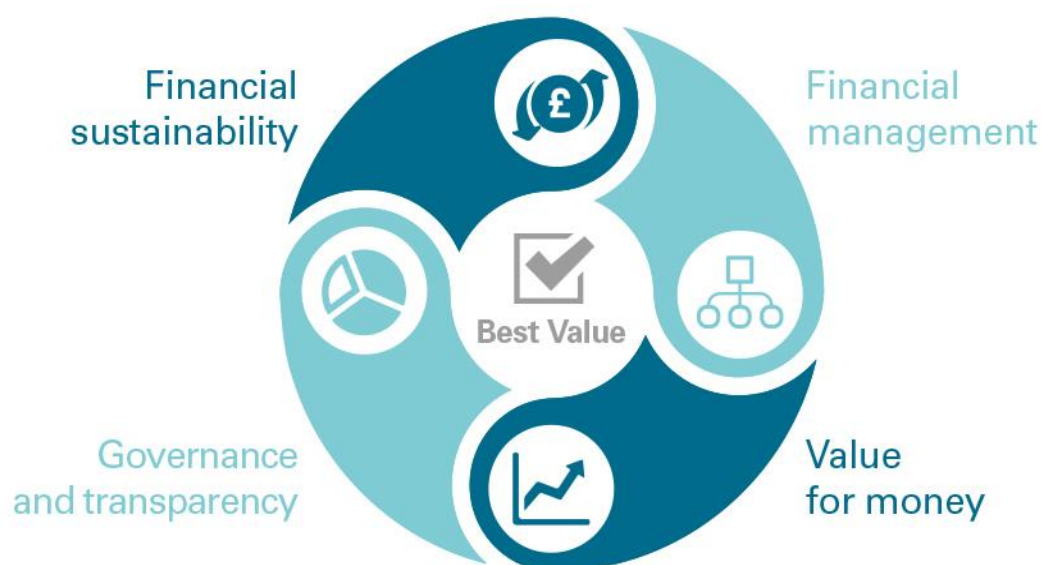 Financial
sustainability
Financial
management
£
Best Value
Governance
and transparency
Value
for money